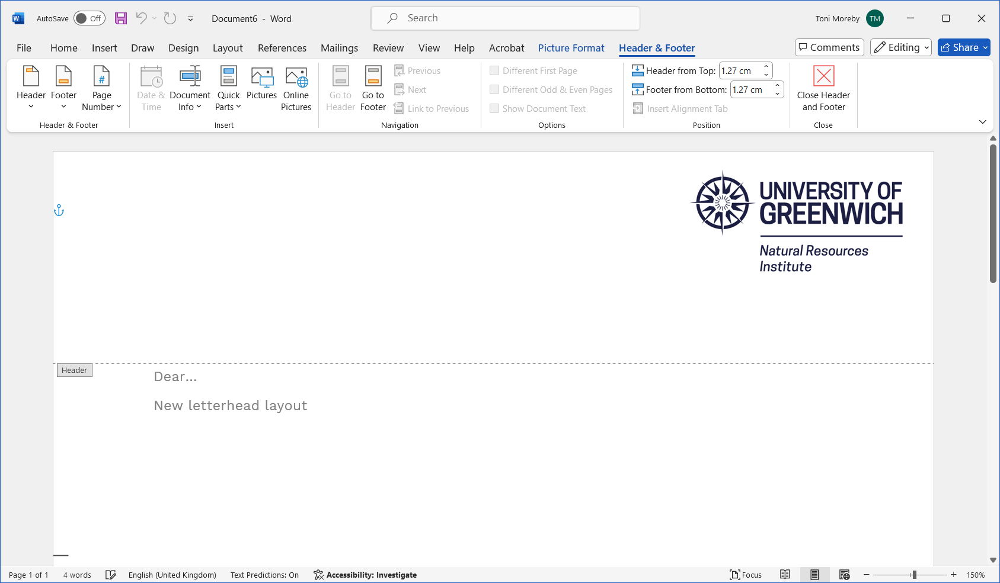 AutoSave Off Document6 - Word Search Toni Moreby TM
File Home Insert Draw Design Layout References Mailings Review View Help Acrobat Picture Format Header & Footer Comments Editing Share
Header
Footer
Page
Number
Header & Footer
Date &
Time
Document
Info
Quick
Parts
Pictures
Online
Pictures
Insert
Go to
Header
Go to
Footer
Previous
Next
Link to Previous
Navigation
Different First Page
Different Odd & Even Pages
Show Document Text
Options
Header from Top: 1.27 cm
Footer from Bottom: 1.27 cm
Insert Alignment Tab
Position
Close Header
and Footer
Close
UNIVERSITY OF
GREENWICH
Natural Resources
Institute
Header
Dear...
New letterhead layout
Page 1 of 1 4 words English (United Kingdom) Text Predictions: On Accessibility: Investigate Focus 150%